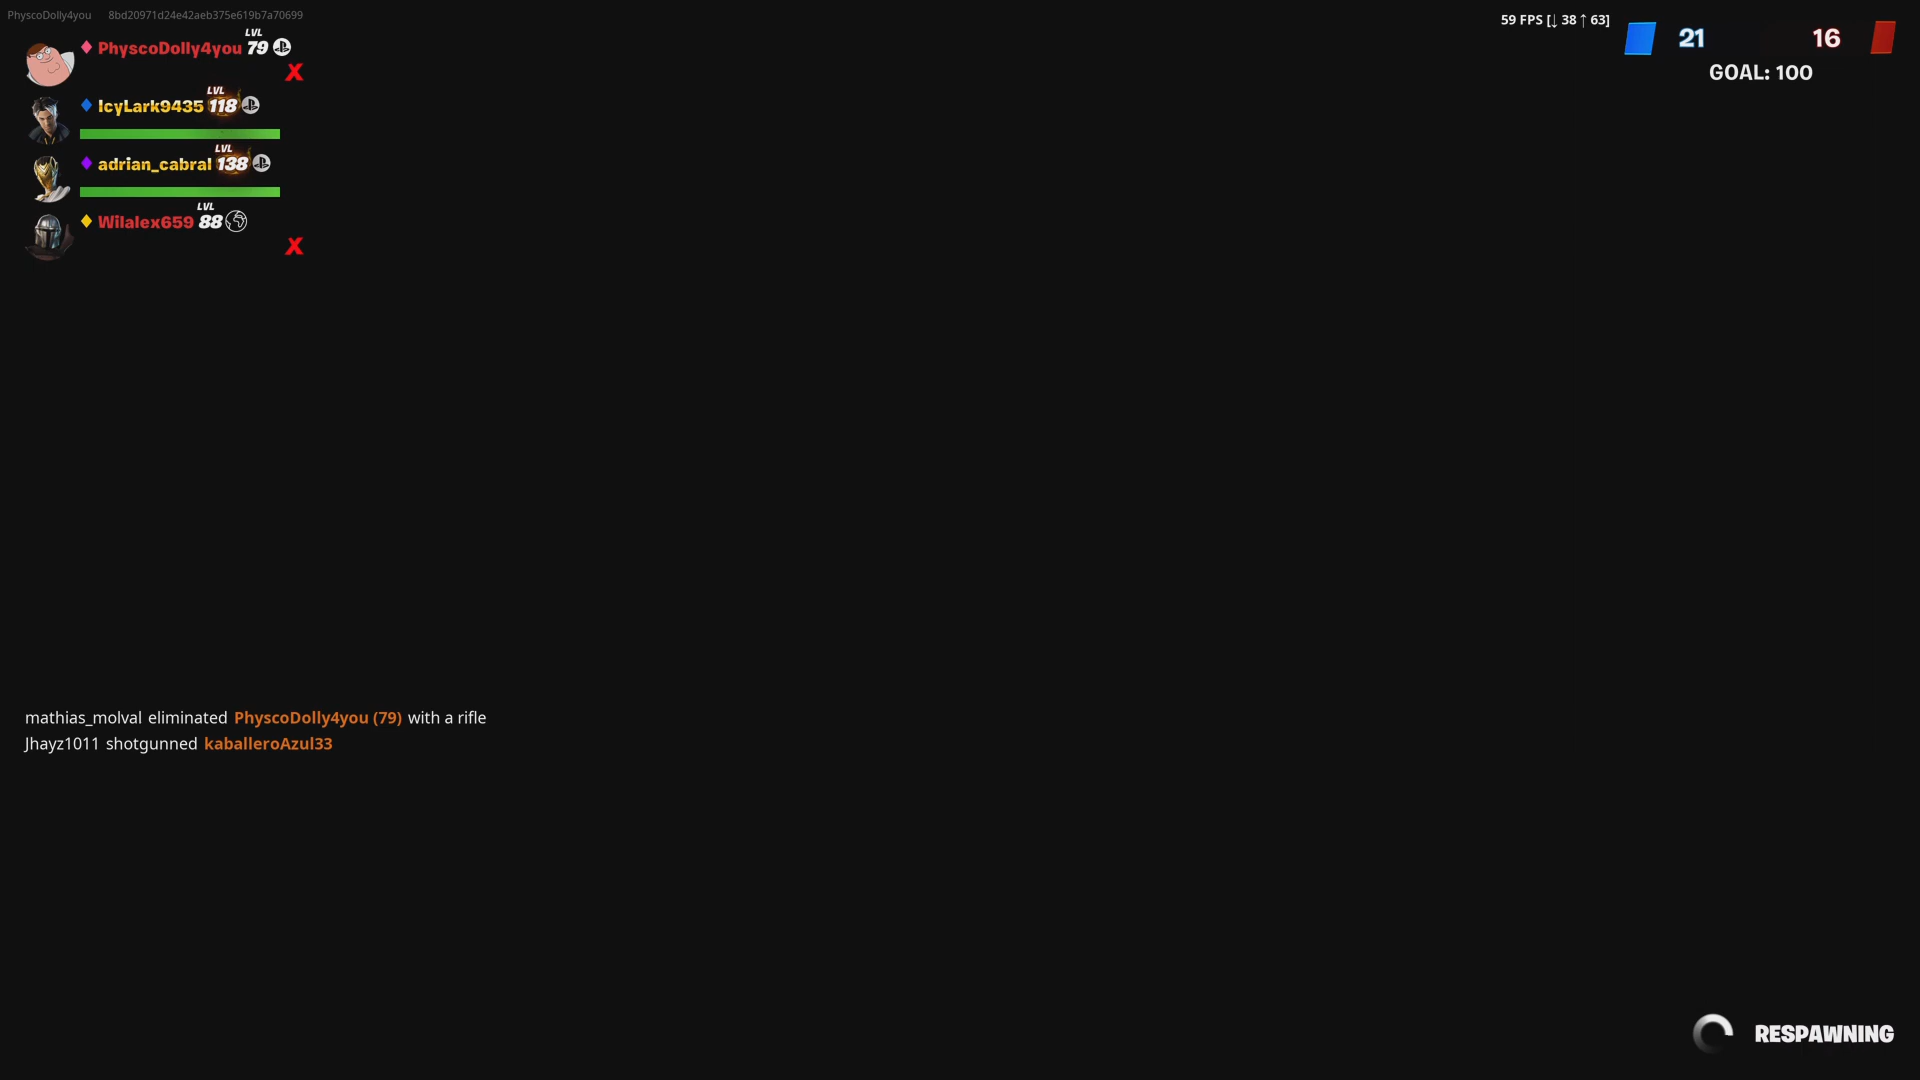 PhyscoDolly4you 8bd20971d24e42aeb375e619b7a70699
59 FPS [↓ 38 ↑ 63]
21 16
GOAL: 100
LVL
PhyscoDolly4you 79
X
LVL
IcyLark9435 118
LVL
adrian_cabral 138
LVL
Wilalex659 88
X
mathias_molval eliminated PhyscoDolly4you (79) with a rifle
Jhayz1011 shotgunned kaballeroAzul33
RESPAWNING